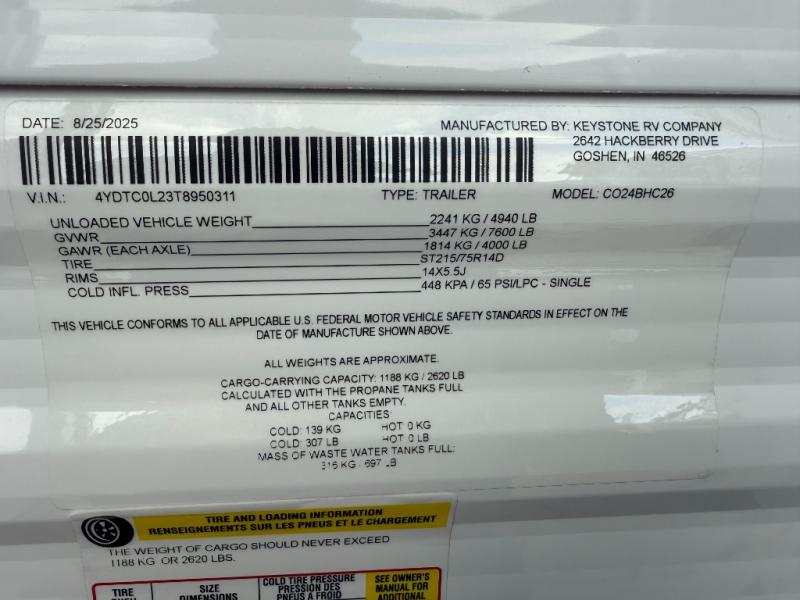 DATE: 8/25/2025
MANUFACTURED BY: KEYSTONE RV COMPANY
2642 HACKBERRY DRIVE
GOSHEN, IN 46526
V.I.N.: 4YDTC0L23T8950311 TYPE: TRAILER MODEL: CO24BHC26
UNLOADED VEHICLE WEIGHT 2241 KG / 4940 LB
GVWR 3447 KG / 7600 LB
GAWR (EACH AXLE) 1814 KG / 4000 LB
TIRE ST215/75R14D
RIMS 14X5.5J
COLD INFL. PRESS 448 KPA / 65 PSI/LPC - SINGLE
THIS VEHICLE CONFORMS TO ALL APPLICABLE U.S. FEDERAL MOTOR VEHICLE SAFETY STANDARDS IN EFFECT ON THE
DATE OF MANUFACTURE SHOWN ABOVE.
ALL WEIGHTS ARE APPROXIMATE.
CARGO-CARRYING CAPACITY: 1188 KG / 2620 LB
CALCULATED WITH THE PROPANE TANKS FULL
AND ALL OTHER TANKS EMPTY.
CAPACITIES:
COLD: 139 KG HOT: 0 KG
COLD: 307 LB HOT: 0 LB
MASS OF WASTE WATER TANKS FULL:
316 KG / 697 LB
TIRE AND LOADING INFORMATION
RENSEIGNEMENTS SUR LES PNEUS ET LE CHARGEMENT
THE WEIGHT OF CARGO SHOULD NEVER EXCEED
1188 KG OR 2620 LBS.
TIRE SIZE COLD TIRE PRESSURE SEE OWNER'S
DIMENSIONS PRESSION DES MANUAL FOR
PNEUS A FROID ADDITIONAL